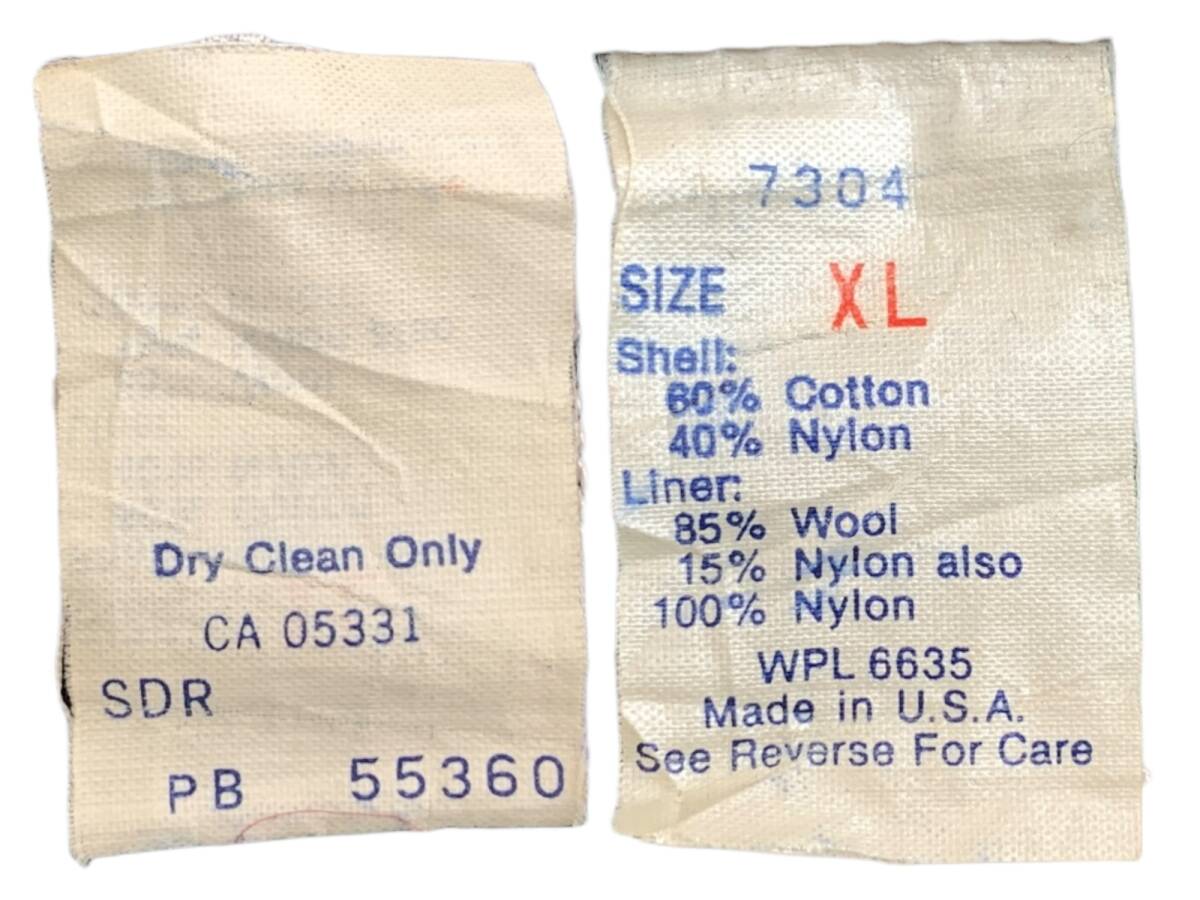 Dry Clean Only
CA 05331
SDR
PB 55360
7304
SIZE XL
Shell:
60% Cotton
40% Nylon
Liner:
85% Wool
15% Nylon also
100% Nylon
WPL 6635
Made in U.S.A.
See Reverse For Care